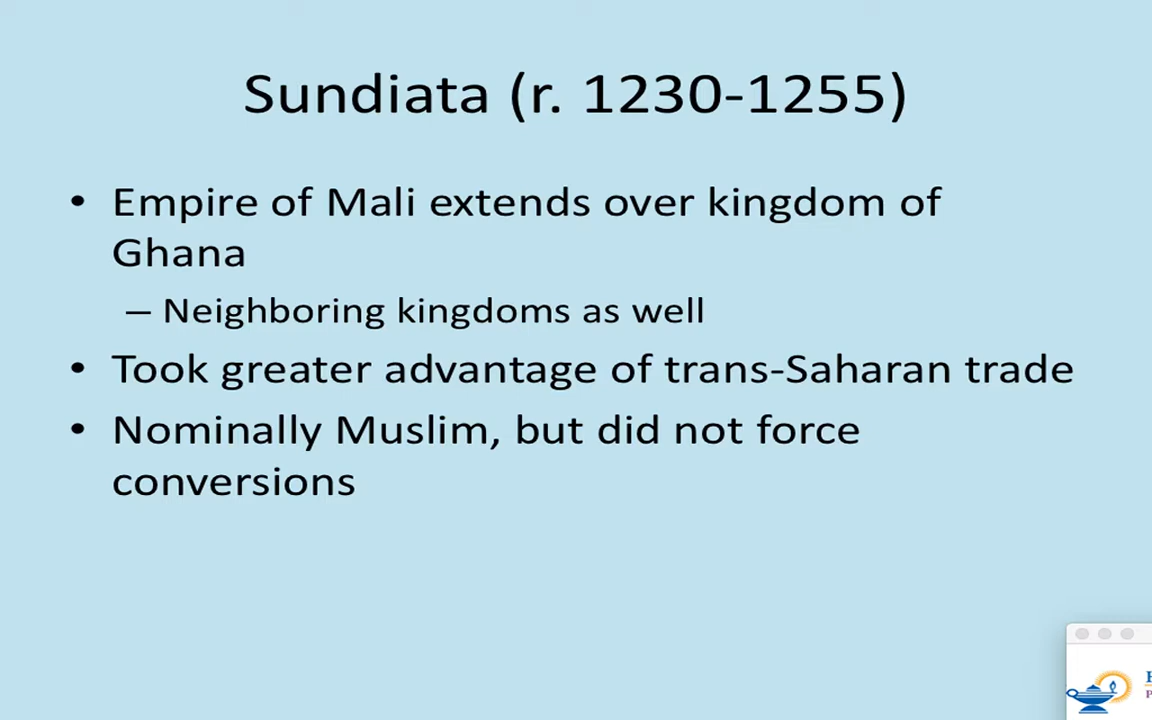 Sundiata (r. 1230-1255)
• Empire of Mali extends over kingdom of
Ghana
– Neighboring kingdoms as well
• Took greater advantage of trans-Saharan trade
• Nominally Muslim, but did not force
conversions